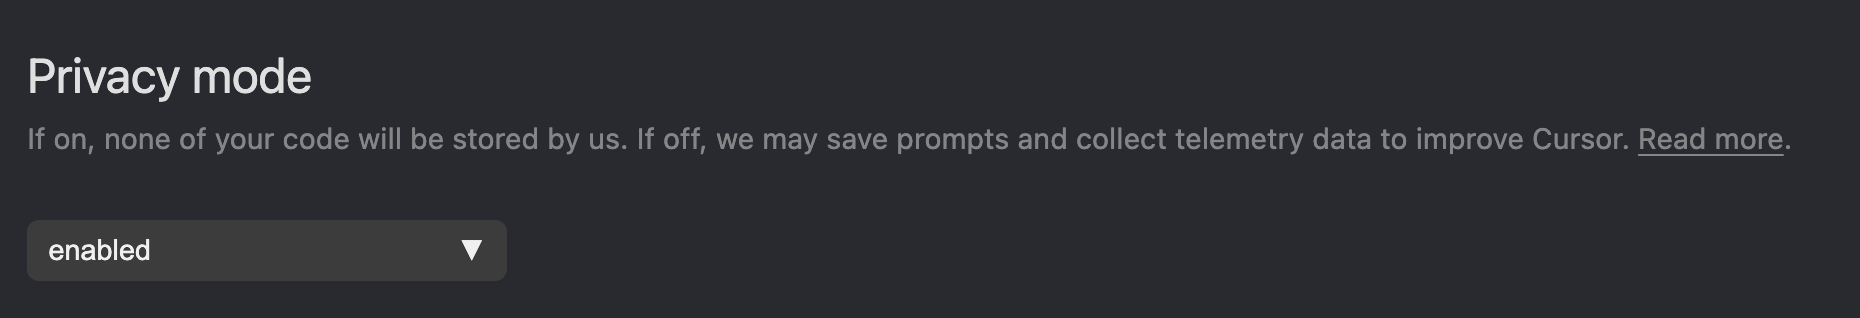 Privacy mode
If on, none of your code will be stored by us. If off, we may save prompts and collect telemetry data to improve Cursor. Read more.
enabled